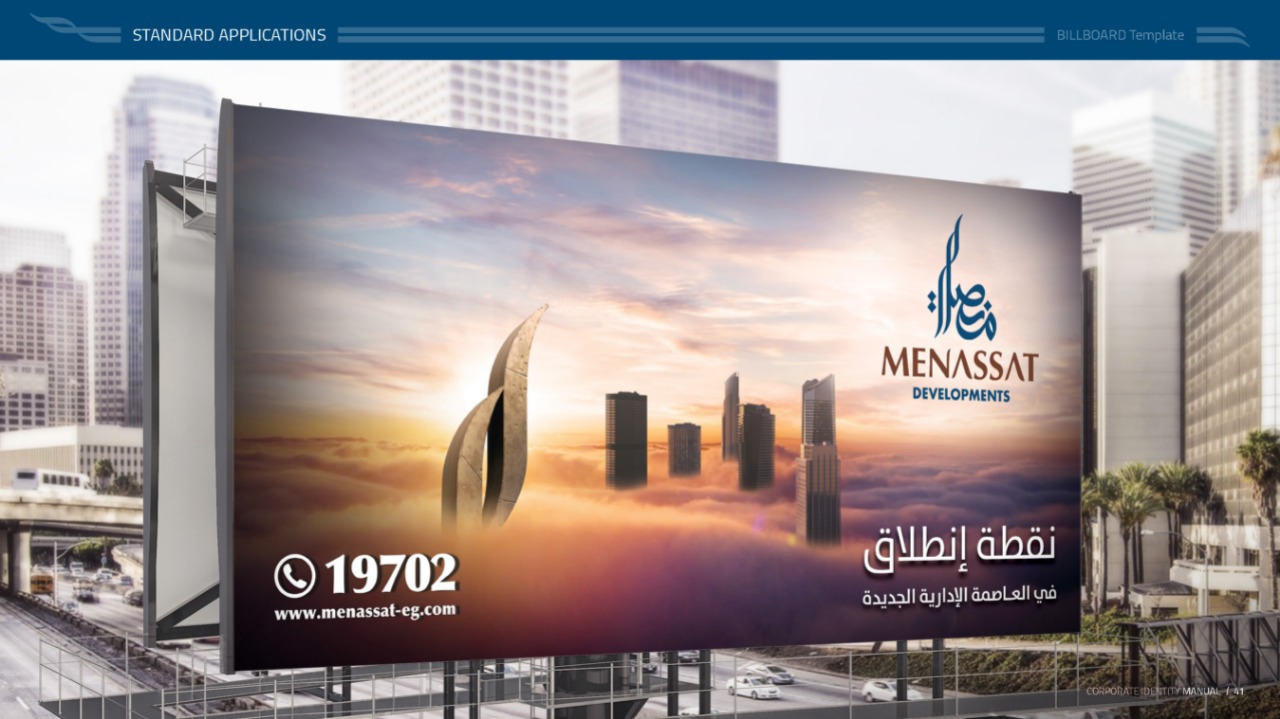 STANDARD APPLICATIONS
BILLBOARD Template
منصات
MENASSAT
DEVELOPMENTS
نقطة إنطلاق
في العاصمة الإدارية الجديدة
19702
www.menassat-eg.com
CORPORATE IDENTITY MANUAL / 41